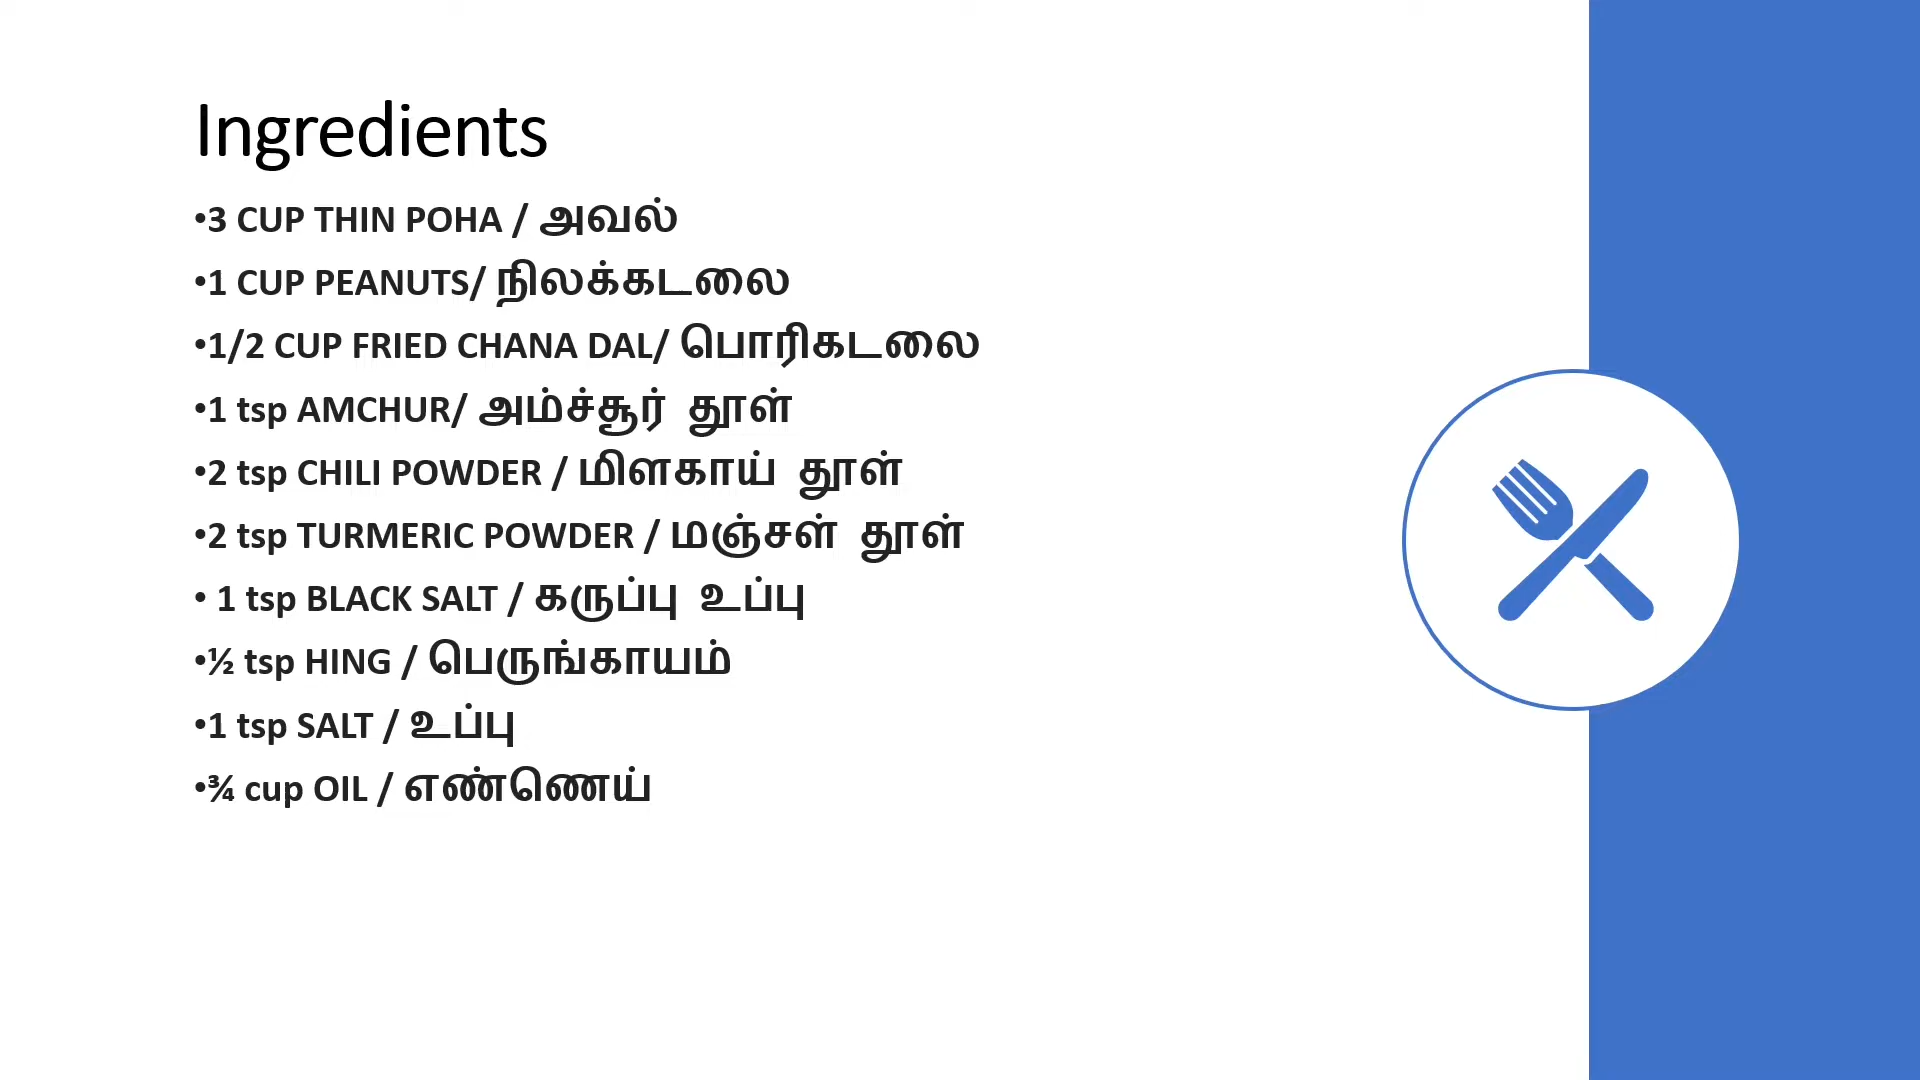 Ingredients
•3 CUP THIN POHA / அவல்
•1 CUP PEANUTS/ நிலக்கடலை
•1/2 CUP FRIED CHANA DAL/ பொரிகடலை
•1 tsp AMCHUR/ அம்ச்சூர் தூள்
•2 tsp CHILI POWDER / மிளகாய் தூள்
•2 tsp TURMERIC POWDER / மஞ்சள் தூள்
• 1 tsp BLACK SALT / கருப்பு உப்பு
•½ tsp HING / பெருங்காயம்
•1 tsp SALT / உப்பு
•¾ cup OIL / எண்ணெய்